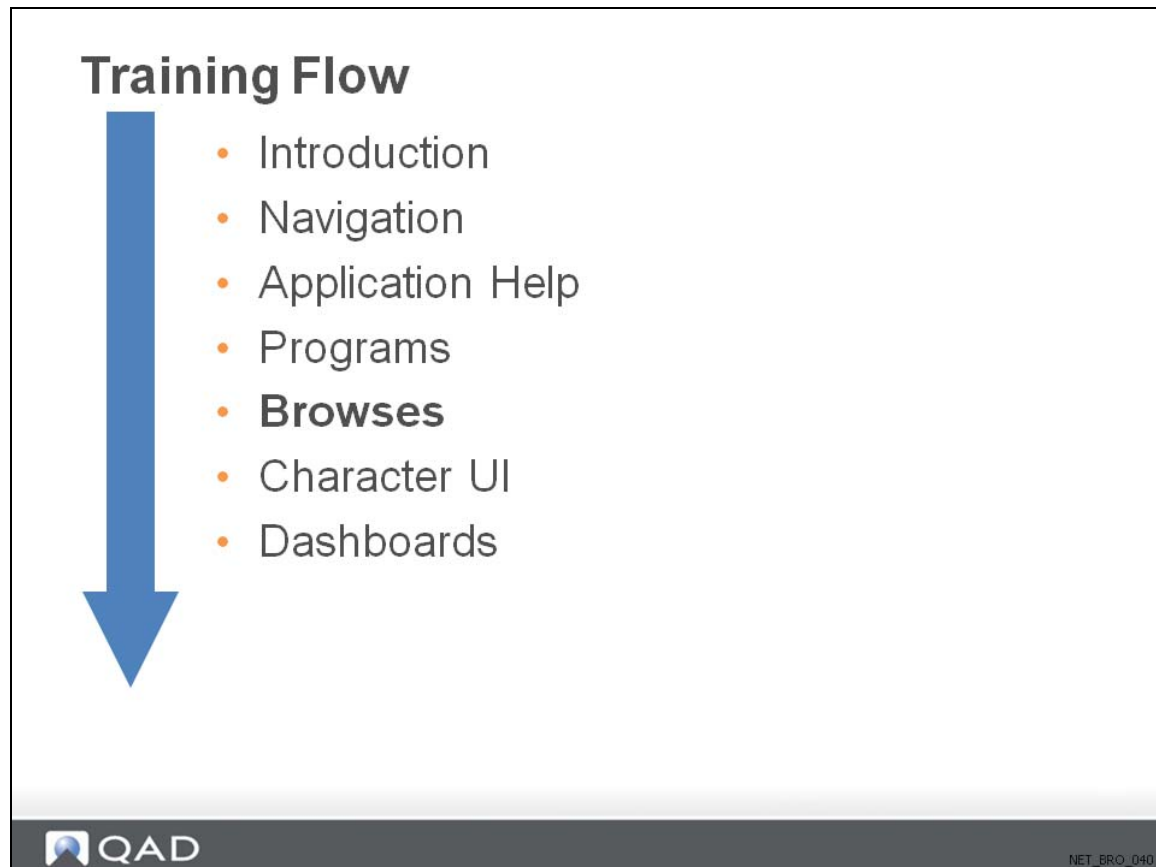 Training Flow
• Introduction
• Navigation
• Application Help
• Programs
• Browses
• Character UI
• Dashboards
QAD
NET_BRO_040